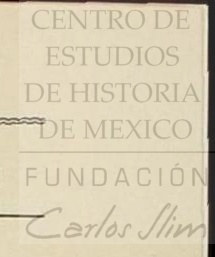 CENTRO DE
ESTUDIOS
DE HISTORIA
DE MEXICO
FUNDACIÓN
Carlos Slim